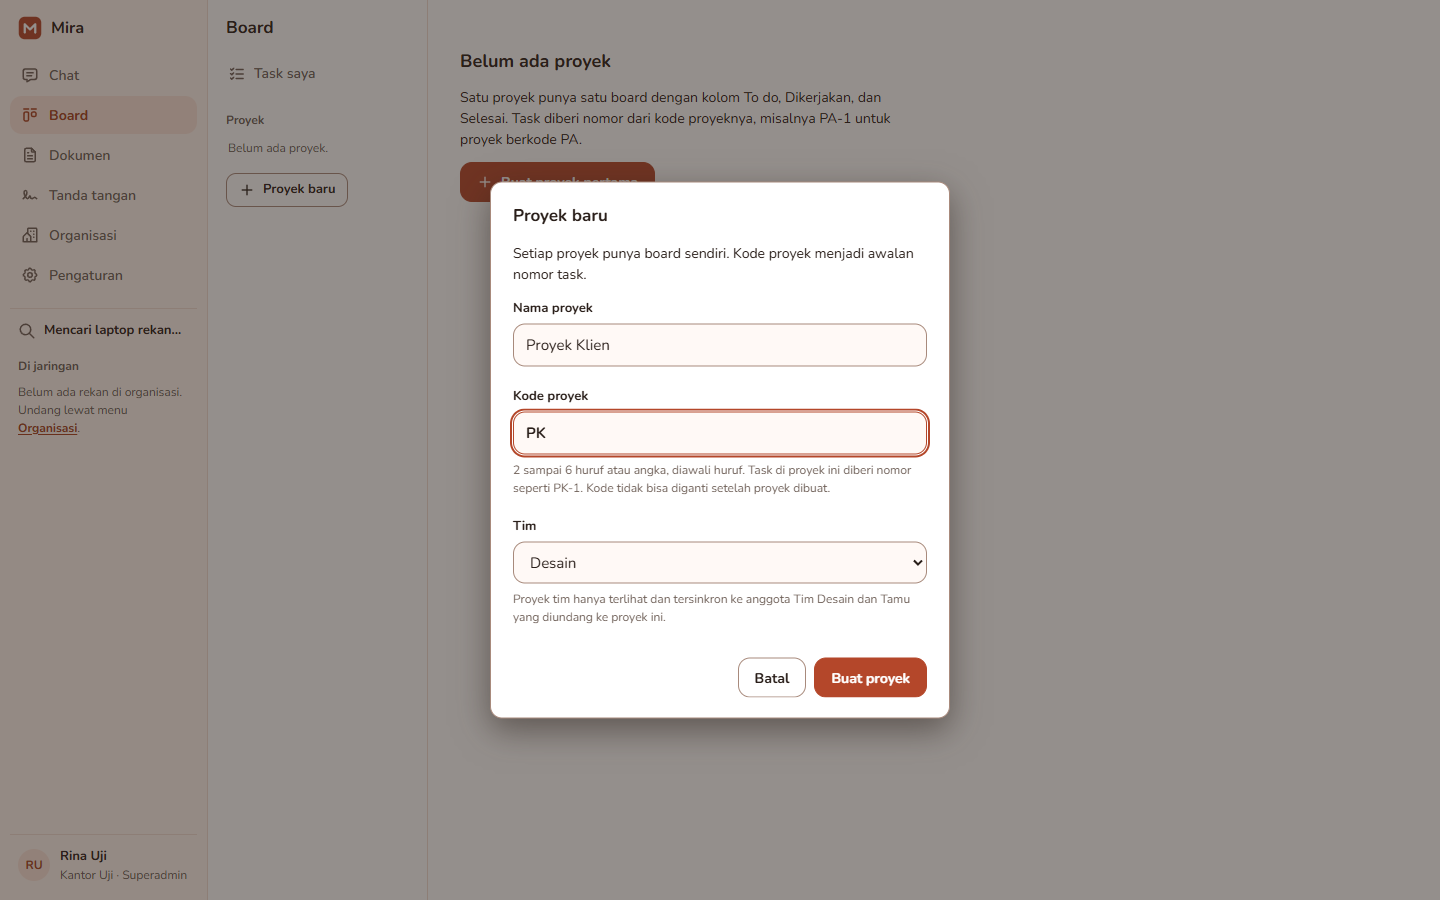 Mira
Chat
Board
Dokumen
Tanda tangan
Organisasi
Pengaturan
Mencari laptop rekan...
Di jaringan
Belum ada rekan di organisasi.
Undang lewat menu
Organisasi.
RU
Rina Uji
Kantor Uji · Superadmin
Board
Task saya
Proyek
Belum ada proyek.
Proyek baru
Belum ada proyek
Satu proyek punya satu board dengan kolom To do, Dikerjakan, dan
Selesai. Task diberi nomor dari kode proyeknya, misalnya PA-1 untuk
proyek berkode PA.
Buat proyek pertama
Proyek baru
Setiap proyek punya board sendiri. Kode proyek menjadi awalan
nomor task.
Nama proyek
Proyek Klien
Kode proyek
PK
2 sampai 6 huruf atau angka, diawali huruf. Task di proyek ini diberi nomor
seperti PK-1. Kode tidak bisa diganti setelah proyek dibuat.
Tim
Desain
Proyek tim hanya terlihat dan tersinkron ke anggota Tim Desain dan Tamu
yang diundang ke proyek ini.
Batal
Buat proyek